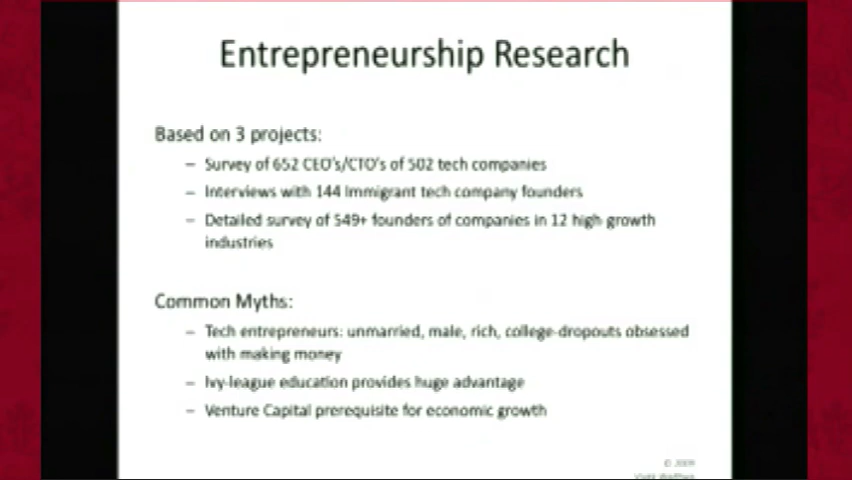 Entrepreneurship Research
Based on 3 projects:
– Survey of 652 CEO's/CTO's of 502 tech companies
– Interviews with 144 Immigrant tech company founders
– Detailed survey of 549+ founders of companies in 12 high-growth
industries
Common Myths:
– Tech entrepreneurs: unmarried, male, rich, college-dropouts obsessed
with making money
– Ivy-league education provides huge advantage
– Venture Capital prerequisite for economic growth
© 2009